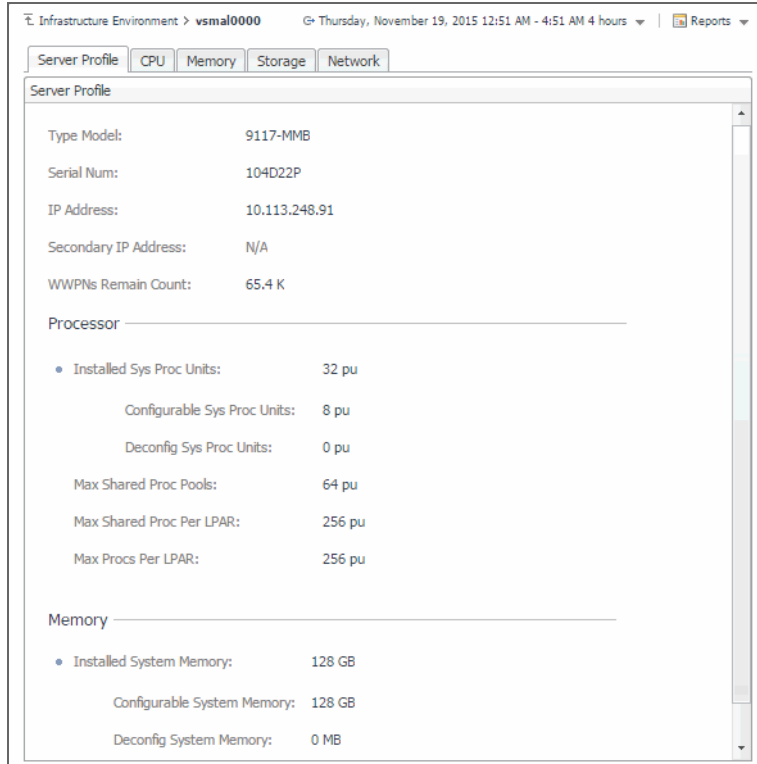 Infrastructure Environment > vsmal0000 Thursday, November 19, 2015 12:51 AM - 4:51 AM 4 hours | Reports
Server Profile CPU Memory Storage Network
Server Profile
Type Model: 9117-MMB
Serial Num: 104D22P
IP Address: 10.113.248.91
Secondary IP Address: N/A
WWPNs Remain Count: 65.4 K
Processor
• Installed Sys Proc Units: 32 pu
Configurable Sys Proc Units: 8 pu
Deconfig Sys Proc Units: 0 pu
Max Shared Proc Pools: 64 pu
Max Shared Proc Per LPAR: 256 pu
Max Procs Per LPAR: 256 pu
Memory
• Installed System Memory: 128 GB
Configurable System Memory: 128 GB
Deconfig System Memory: 0 MB